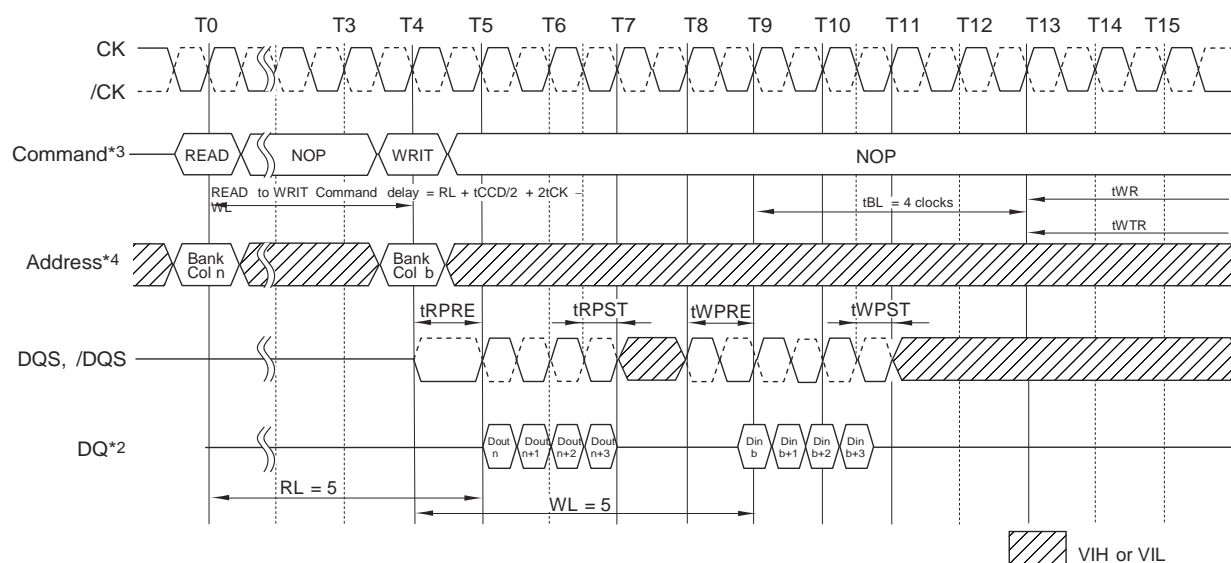 T0 T3 T4 T5 T6 T7 T8 T9 T10 T11 T12 T13 T14 T15
CK
/CK
Command*3
READ NOP WRIT NOP
READ to WRIT Command delay = RL + tCCD/2 + 2tCK –
WL
tBL = 4 clocks
tWR
tWTR
Address*4
Bank
Col n
Bank
Col b
tRPRE tRPST tWPRE tWPST
DQS, /DQS
DQ*2
Dout
n
Dout
n+1
Dout
n+2
Dout
n+3
Din
b
Din
b+1
Din
b+2
Din
b+3
RL = 5
WL = 5
VIH or VIL